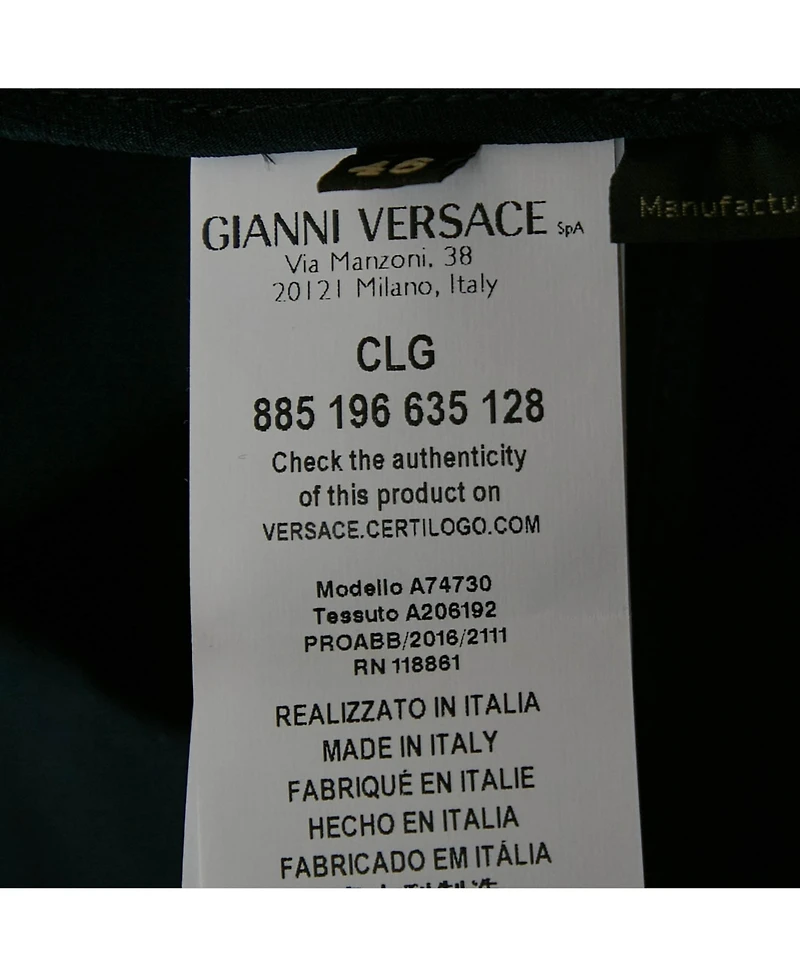 46
Manufactu
GIANNI VERSACE SpA
Via Manzoni, 38
20121 Milano, Italy
CLG
885 196 635 128
Check the authenticity
of this product on
VERSACE.CERTILOGO.COM
Modello A74730
Tessuto A206192
PROABB/2016/2111
RN 118861
REALIZZATO IN ITALIA
MADE IN ITALY
FABRIQUÉ EN ITALIE
HECHO EN ITALIA
FABRICADO EM ITÁLIA